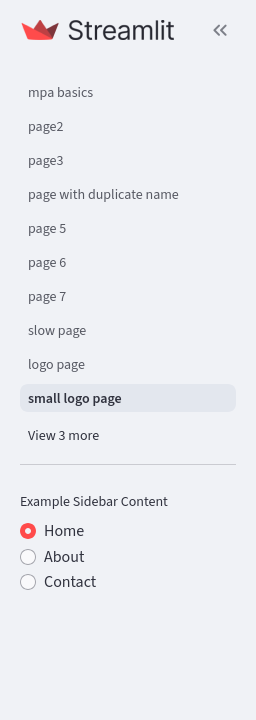 Streamlit
mpa basics
page2
page3
page with duplicate name
page 5
page 6
page 7
slow page
logo page
small logo page
View 3 more
Example Sidebar Content
Home
About
Contact